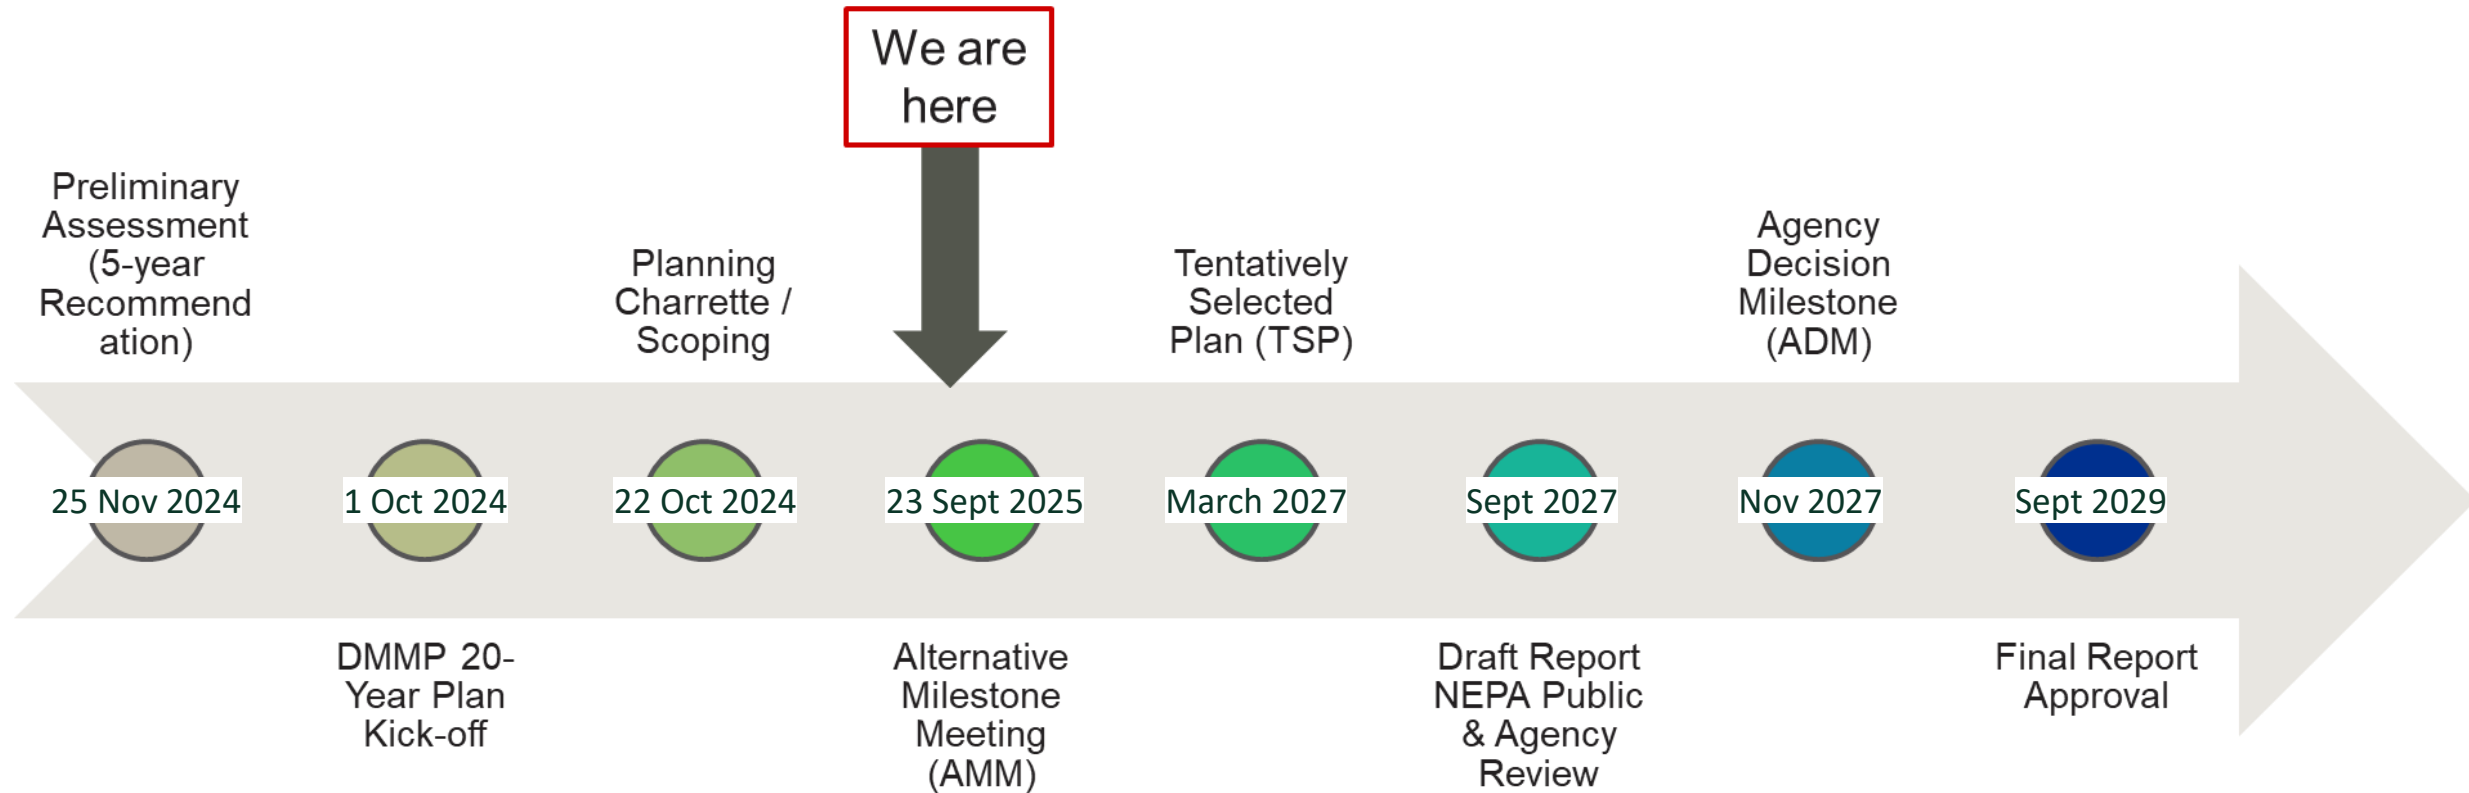 We are
here
Preliminary
Assessment
(5-year
Recommend
ation)
Planning
Charrette /
Scoping
Tentatively
Selected
Plan (TSP)
Agency
Decision
Milestone
(ADM)
25 Nov 2024
1 Oct 2024
22 Oct 2024
23 Sept 2025
March 2027
Sept 2027
Nov 2027
Sept 2029
DMMP 20-
Year Plan
Kick-off
Alternative
Milestone
Meeting
(AMM)
Draft Report
NEPA Public
& Agency
Review
Final Report
Approval